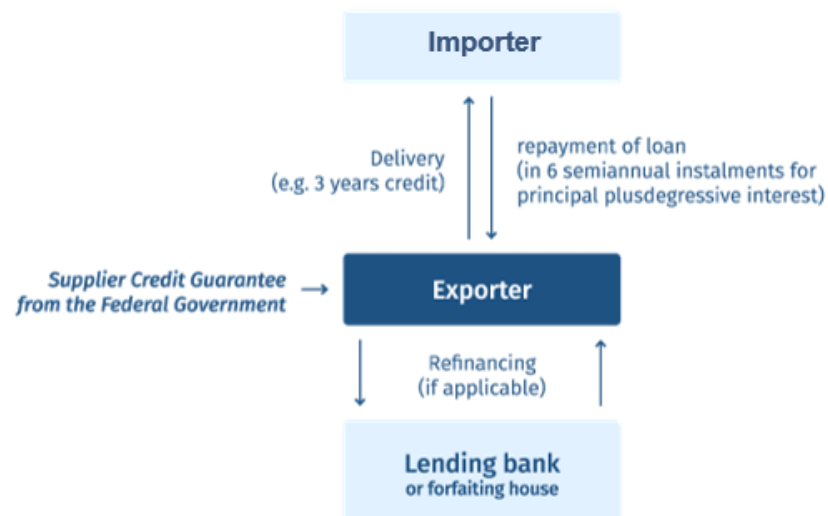 Importer
Delivery
(e.g. 3 years credit)
repayment of loan
(in 6 semiannual instalments for
principal plusdegressive interest)
Supplier Credit Guarantee
from the Federal Government
Exporter
Refinancing
(if applicable)
Lending bank
or forfaiting house